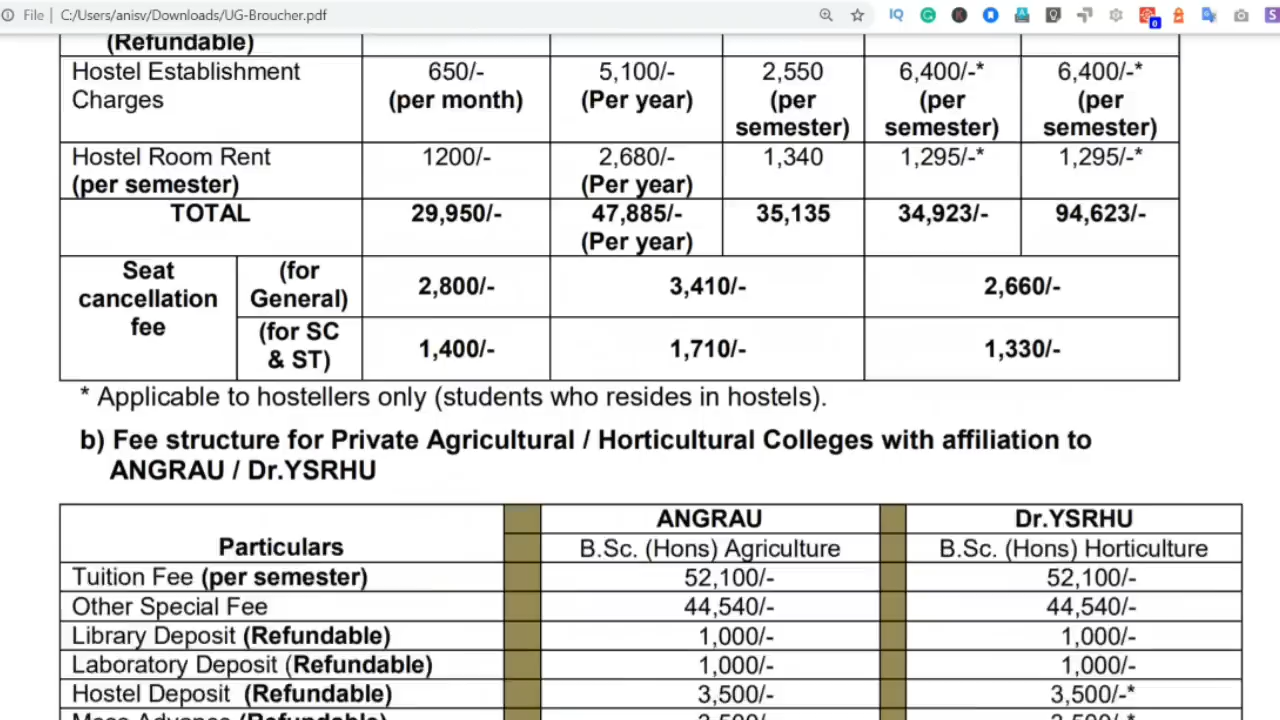 File | C:/Users/anisv/Downloads/UG-Broucher.pdf
IQ
0
S
(Refundable)
Hostel Establishment Charges 650/- (per month) 5,100/- (Per year) 2,550 (per semester) 6,400/-* (per semester) 6,400/-* (per semester)
Hostel Room Rent (per semester) 1200/- 2,680/- (Per year) 1,340 1,295/-* 1,295/-*
TOTAL 29,950/- 47,885/- (Per year) 35,135 34,923/- 94,623/-
Seat cancellation fee (for General) 2,800/- 3,410/- 2,660/-
(for SC & ST) 1,400/- 1,710/- 1,330/-
* Applicable to hostellers only (students who resides in hostels).
b) Fee structure for Private Agricultural / Horticultural Colleges with affiliation to
ANGRAU / Dr.YSRHU
Particulars ANGRAU Dr.YSRHU
B.Sc. (Hons) Agriculture B.Sc. (Hons) Horticulture
Tuition Fee (per semester) 52,100/- 52,100/-
Other Special Fee 44,540/- 44,540/-
Library Deposit (Refundable) 1,000/- 1,000/-
Laboratory Deposit (Refundable) 1,000/- 1,000/-
Hostel Deposit (Refundable) 3,500/- 3,500/-*